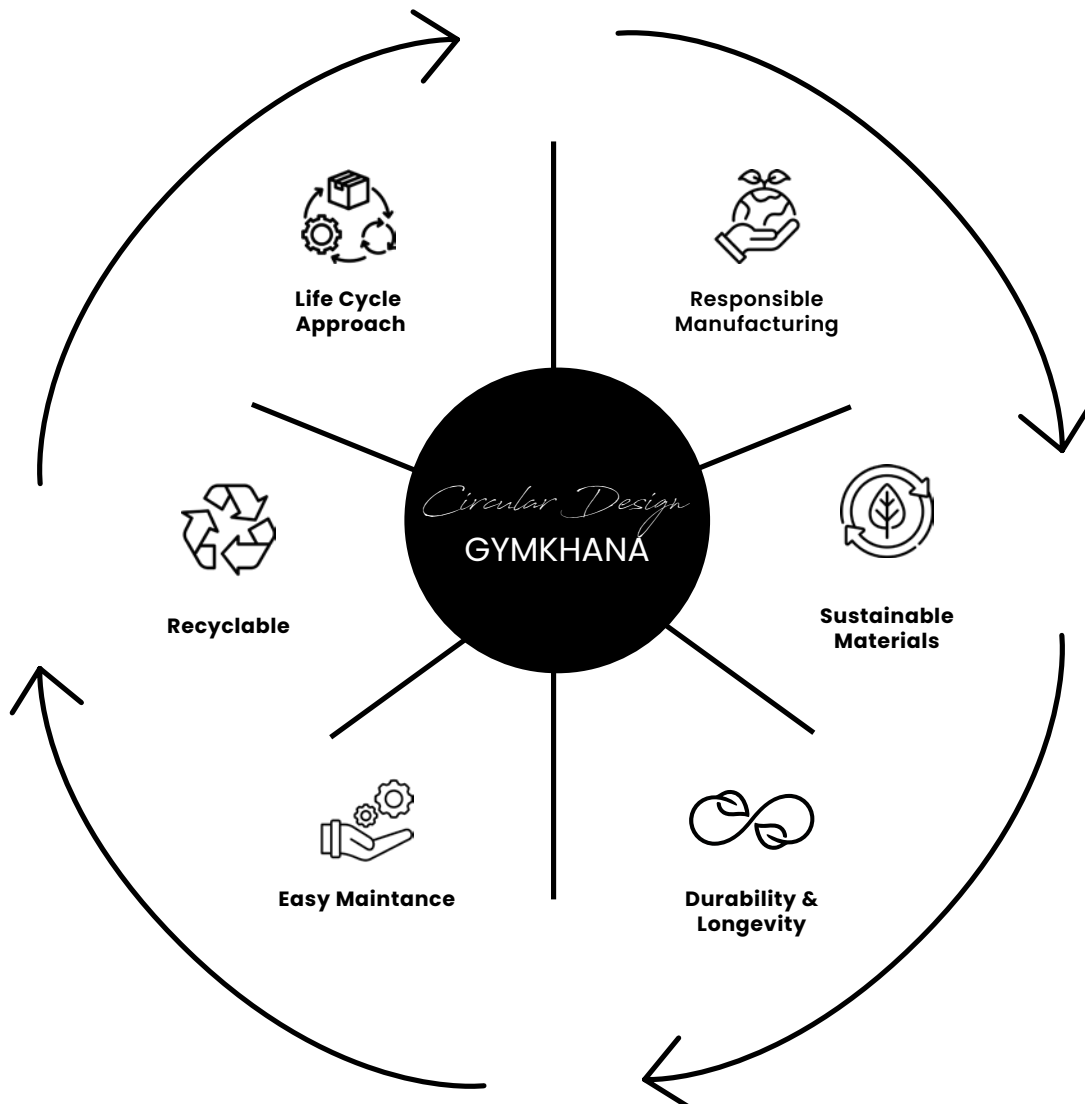 Life Cycle
Approach
Responsible
Manufacturing
Circular Design
GYMKHANA
Recyclable
Sustainable
Materials
Easy Maintance
Durability &
Longevity